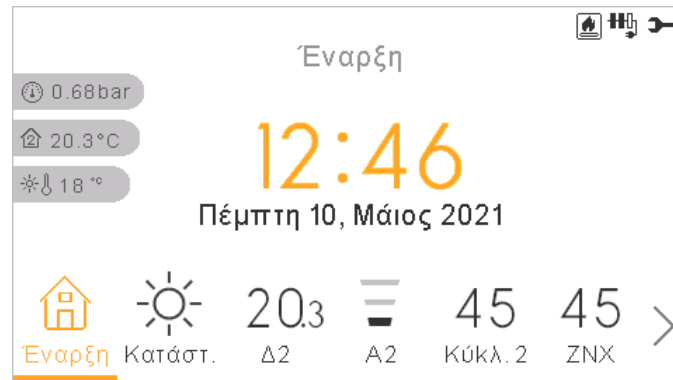 Έναρξη
0.68bar
2 20.3°C
18 °C
12:46
Πέμπτη 10, Μάιος 2021
20.3 45 45
Έναρξη Κατάστ. Δ2 Α2 Κύκλ. 2 ΖΝΧ